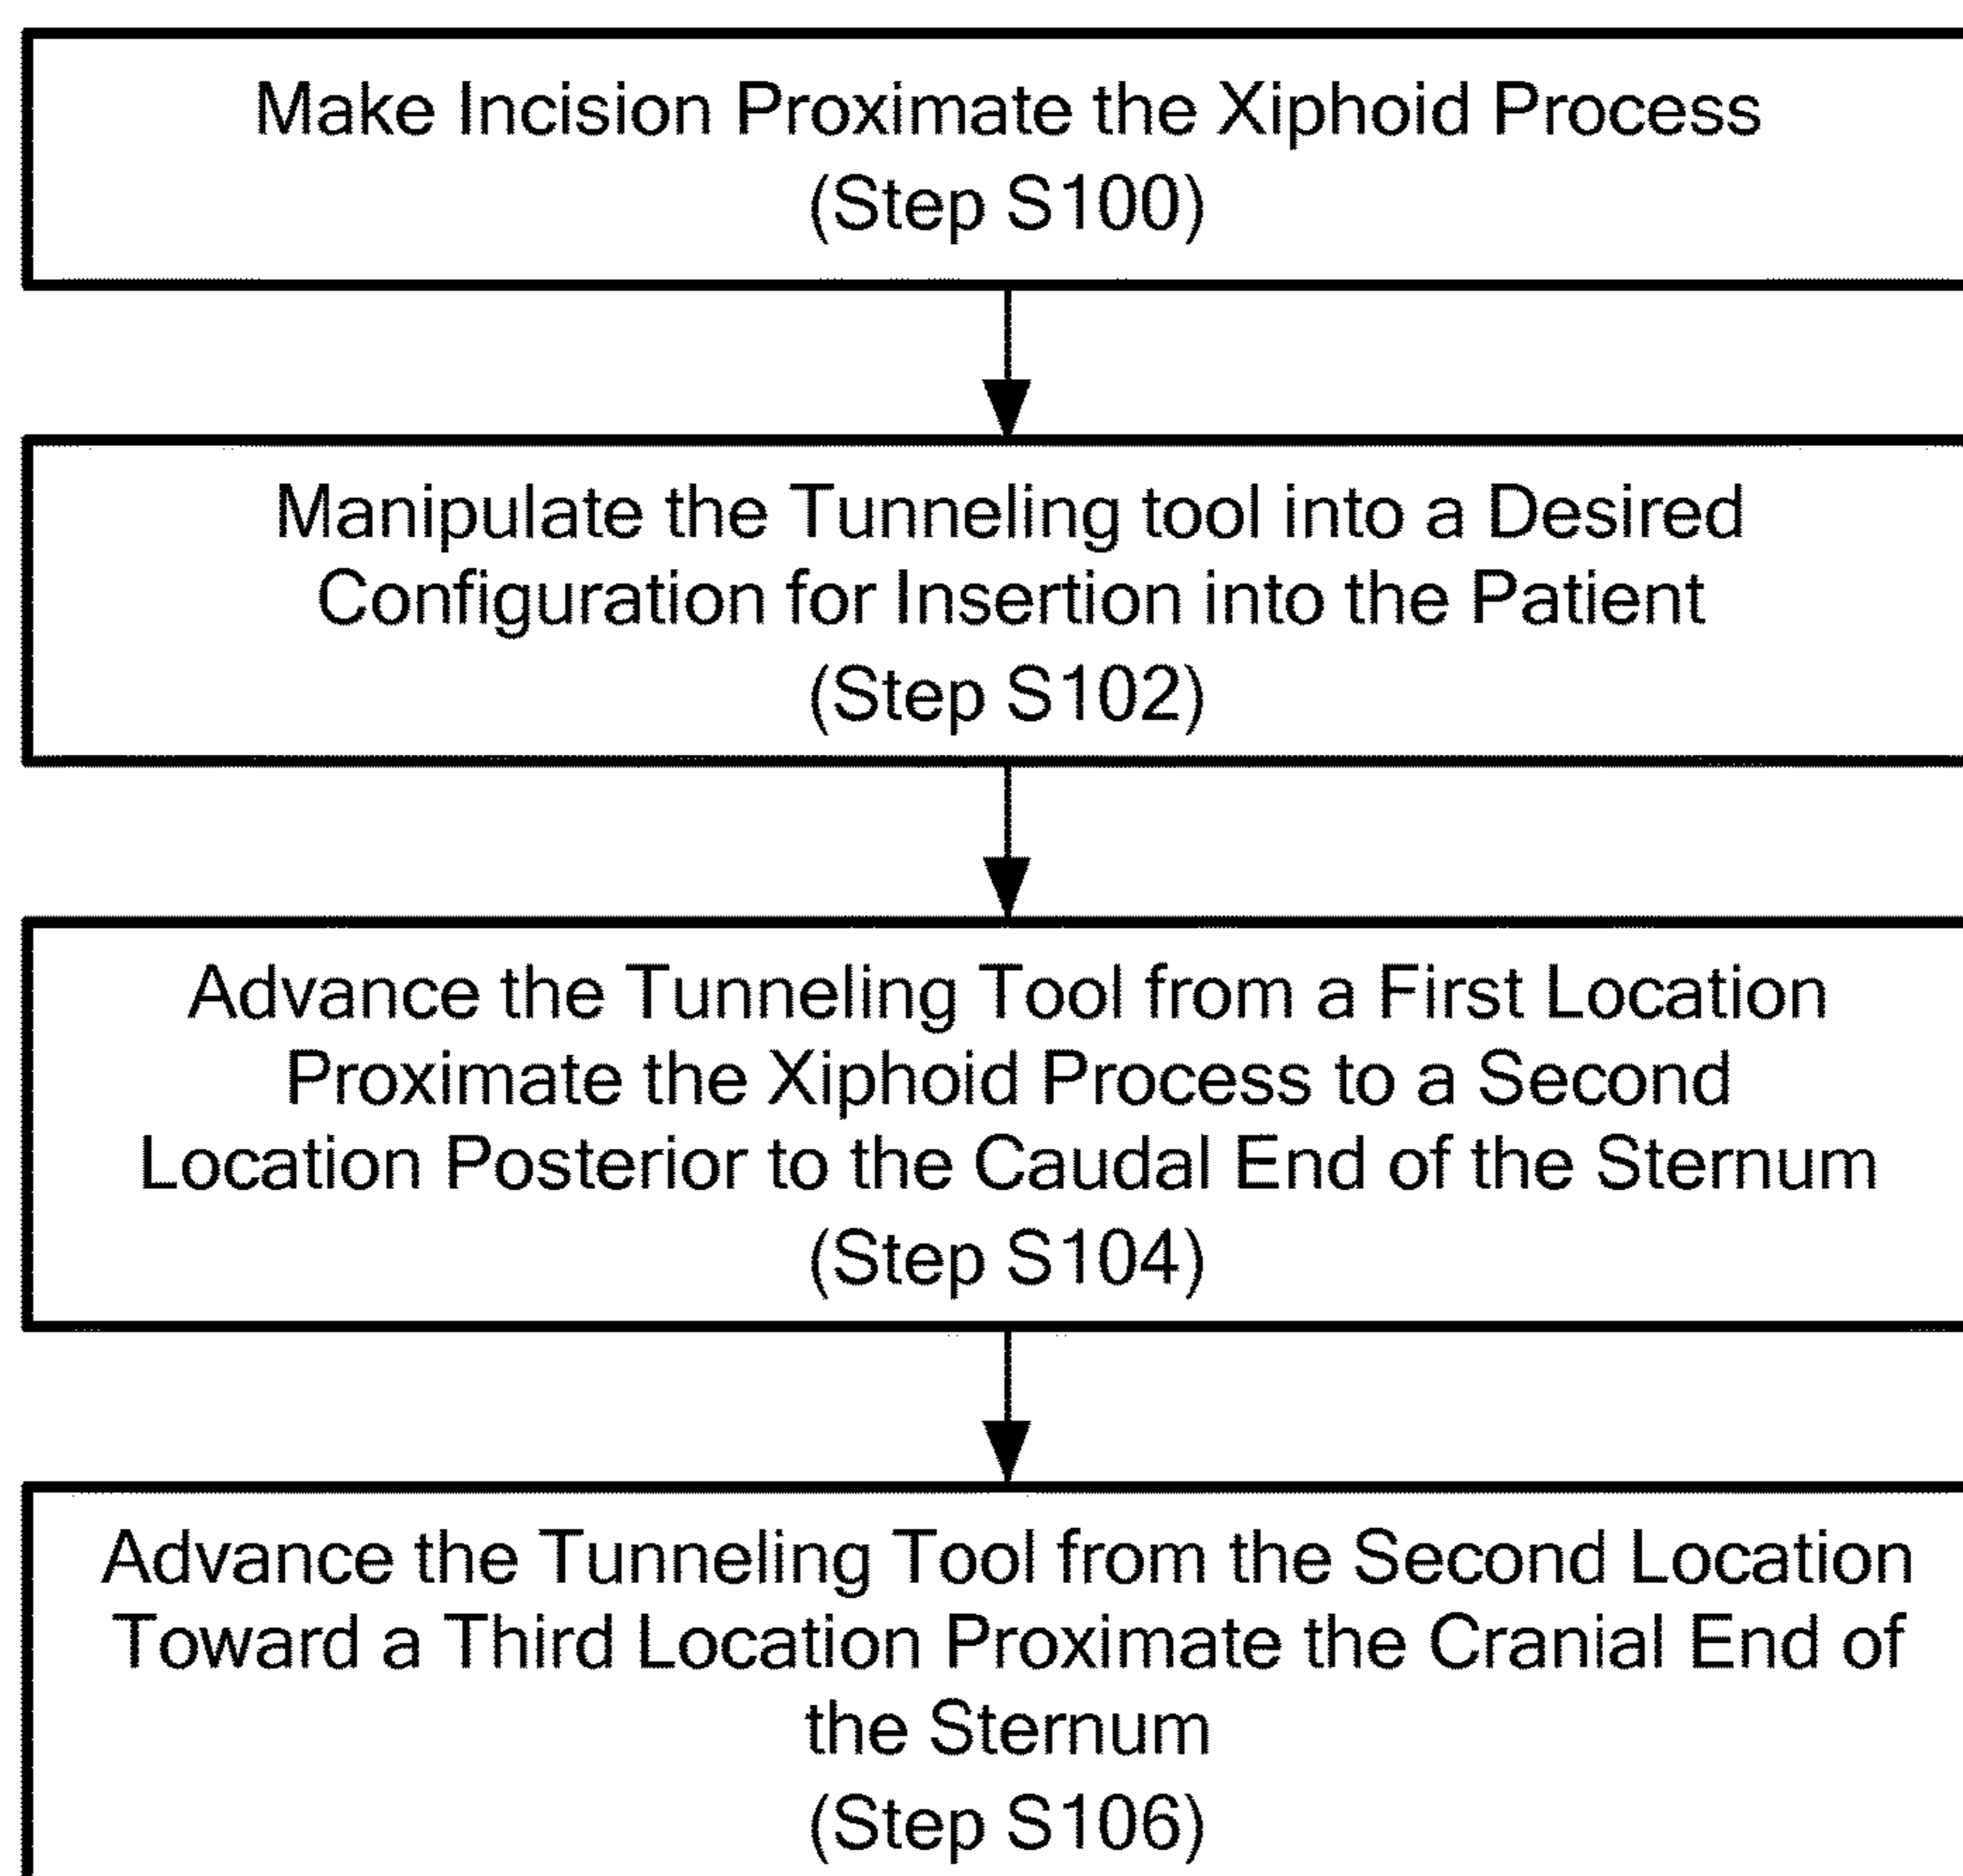 Make Incision Proximate the Xiphoid Process
(Step S100)
Manipulate the Tunneling tool into a Desired
Configuration for Insertion into the Patient
(Step S102)
Advance the Tunneling Tool from a First Location
Proximate the Xiphoid Process to a Second
Location Posterior to the Caudal End of the Sternum
(Step S104)
Advance the Tunneling Tool from the Second Location
Toward a Third Location Proximate the Cranial End of
the Sternum
(Step S106)